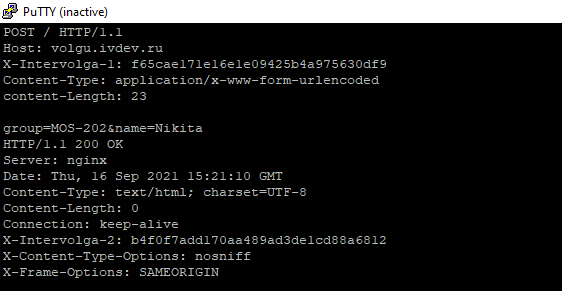 PuTTY (inactive)
POST / HTTP/1.1
Host: volgu.ivdev.ru
X-Intervolga-1: f65cae171e16e1e09425b4a975630df9
Content-Type: application/x-www-form-urlencoded
content-Length: 23

group=MOS-202&name=Nikita
HTTP/1.1 200 OK
Server: nginx
Date: Thu, 16 Sep 2021 15:21:10 GMT
Content-Type: text/html; charset=UTF-8
Content-Length: 0
Connection: keep-alive
X-Intervolga-2: b4f0f7add170aa489ad3de1cd88a6812
X-Content-Type-Options: nosniff
X-Frame-Options: SAMEORIGIN